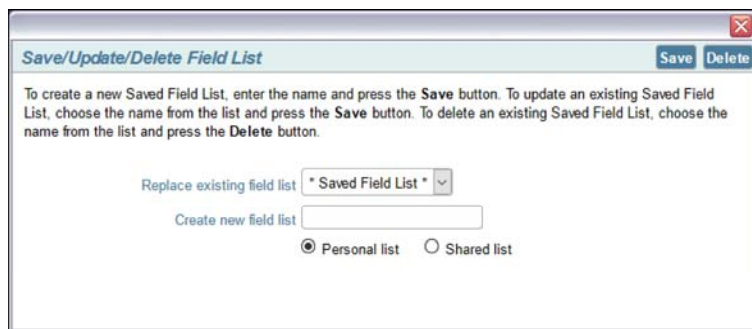 Save/Update/Delete Field List
Save Delete
To create a new Saved Field List, enter the name and press the Save button. To update an existing Saved Field
List, choose the name from the list and press the Save button. To delete an existing Saved Field List, choose the
name from the list and press the Delete button.
Replace existing field list * Saved Field List *
Create new field list
Personal list Shared list